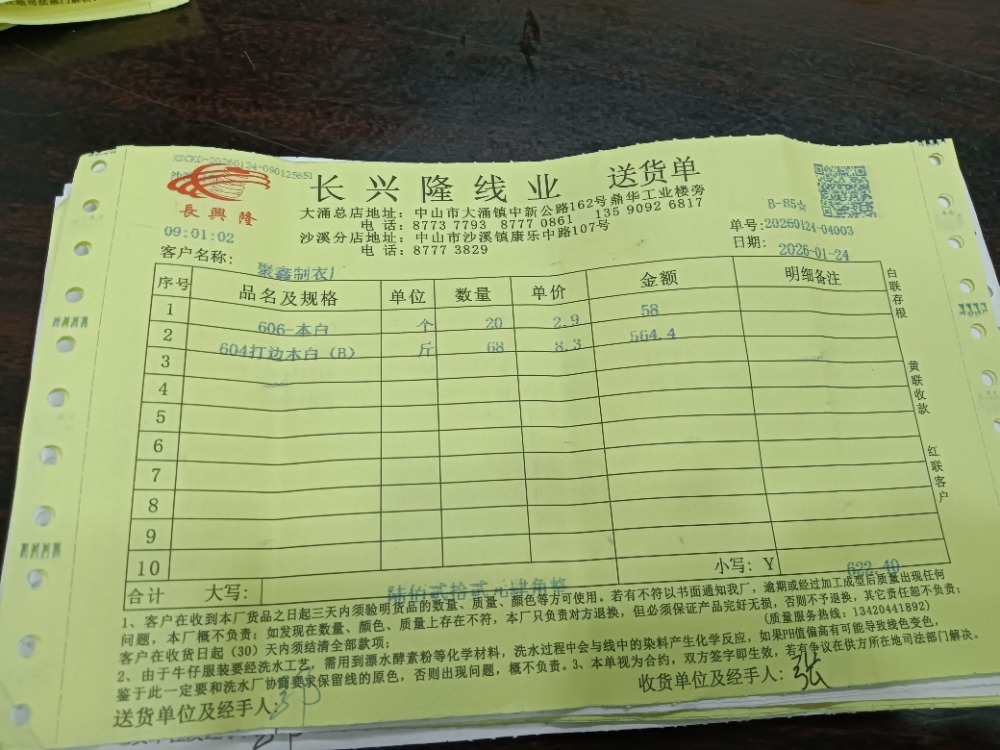 XSCKD-20260124-090125651
長興隆
长兴隆线业 送货单
大涌总店地址：中山市大涌镇中新公路162号鼎华工业楼旁
电话：8773 7793 8777 0861 135 9092 6817
沙溪分店地址：中山市沙溪镇康乐中路107号
电话：8777 3829
B-85☆
09:01:02
单号:20260124-04003
客户名称：聚鑫制衣厂
日期：2026-01-24
序号 品名及规格 单位 数量 单价 金额 明细备注
1 606-本白 个 20 2.9 58
2 604打边本白（B） 斤 68 8.3 564.4
3
4
5
6
7
8
9
10
白联存根
黄联收款
红联客户
合计 大写：陆佰贰拾贰元肆角整 小写：Y 622.40
1、客户在收到本厂货品之日起三天内须验明货品的数量、质量、颜色等方可使用。若有不符以书面通知我厂，逾期或经过加工成型后质量出现任何
问题，本厂概不负责；如发现在数量、颜色、质量上存在不符，本厂只负责对方退换，但必须保证产品完好无损，否则不予退换，其它责任恕不负责；
客户在收货日起（30）天内须结清全部款项；
(质量服务热线：13420441892)
2、由于牛仔服装要经洗水工艺，需用到漂水酵素粉等化学材料，洗水过程中会与线中的染料产生化学反应，如果PH值偏高有可能导致线色变色，
鉴于此一定要和洗水厂协商要求保留线的原色，否则出现问题，概不负责。3、本单视为合约，双方签字即生效，若有争议在供方所在地司法部门解决。
送货单位及经手人：
收货单位及经手人：张